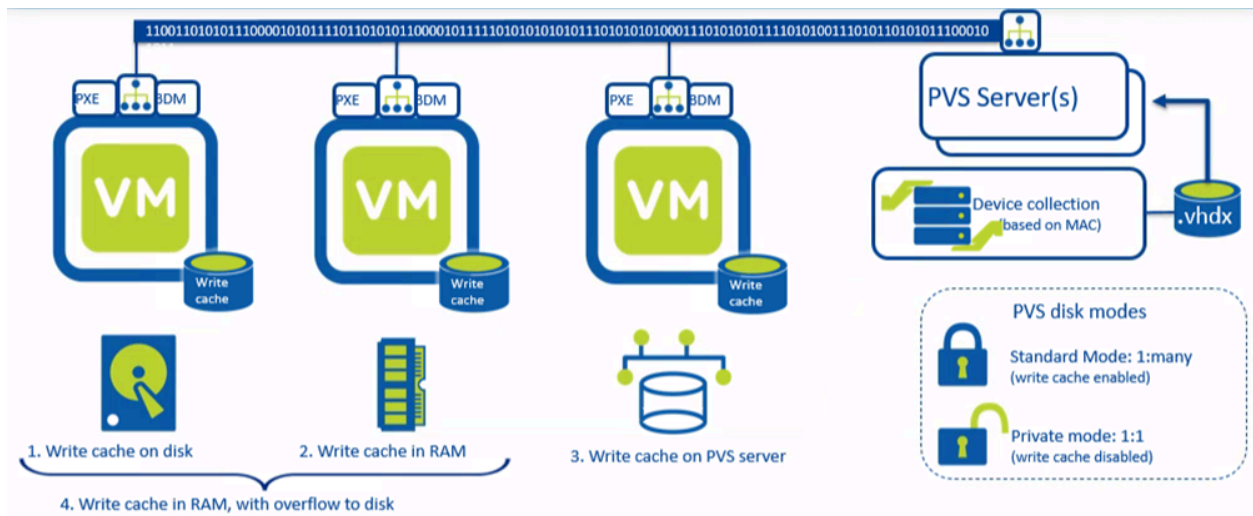 11001101010111000010101111011010101100001011111010101010101110101010100011101010101111010100111010110101011100010
PXE
BDM
PXE
BDM
PXE
BDM
PVS Server(s)
VM
VM
VM
Device collection
(based on MAC)
.vhdx
Write
cache
Write
cache
Write
cache
PVS disk modes
Standard Mode: 1:many
(write cache enabled)
Private mode: 1:1
(write cache disabled)
1. Write cache on disk
2. Write cache in RAM
3. Write cache on PVS server
4. Write cache in RAM, with overflow to disk